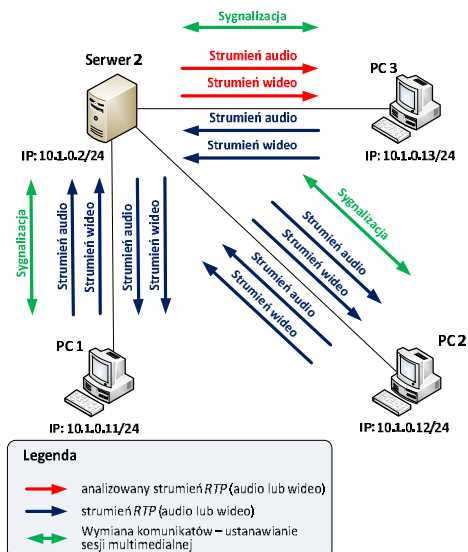 Sygnalizacja
Serwer 2
Strumień audio
PC 3
Strumień wideo
Strumień audio
Strumień wideo
IP: 10.1.0.2/24
IP: 10.1.0.13/24
Sygnalizacja
Strumień audio
Strumień wideo
Strumień audio
Strumień wideo
Sygnalizacja
Strumień audio
Strumień wideo
Strumień audio
Strumień wideo
PC 1
PC 2
IP: 10.1.0.11/24
IP: 10.1.0.12/24
Legenda
analizowany strumień RTP (audio lub wideo)
strumień RTP (audio lub wideo)
Wymiana komunikatów – ustanawianie
sesji multimedialnej